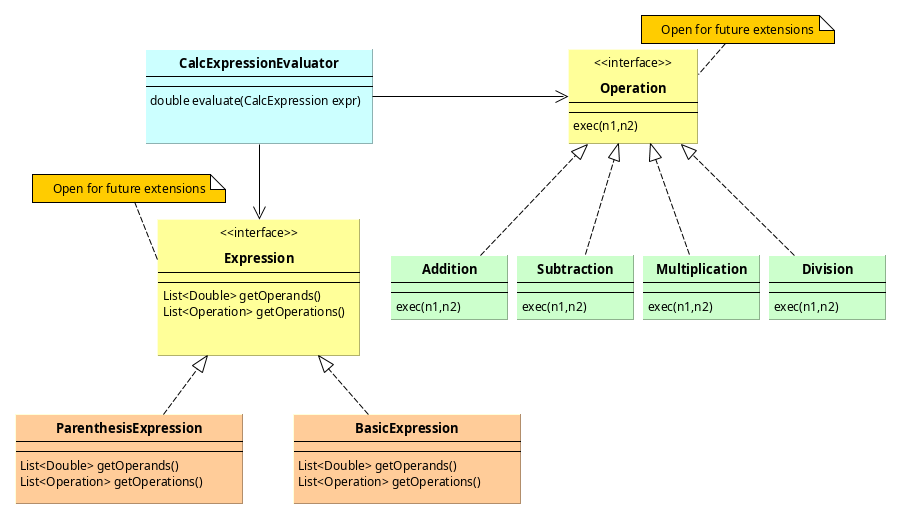 Open for future extensions
CalcExpressionEvaluator
double evaluate(CalcExpression expr)
<<interface>>
Operation
exec(n1,n2)
Open for future extensions
<<interface>>
Expression
List<Double> getOperands()
List<Operation> getOperations()
Addition
exec(n1,n2)
Subtraction
exec(n1,n2)
Multiplication
exec(n1,n2)
Division
exec(n1,n2)
ParenthesisExpression
List<Double> getOperands()
List<Operation> getOperations()
BasicExpression
List<Double> getOperands()
List<Operation> getOperations()